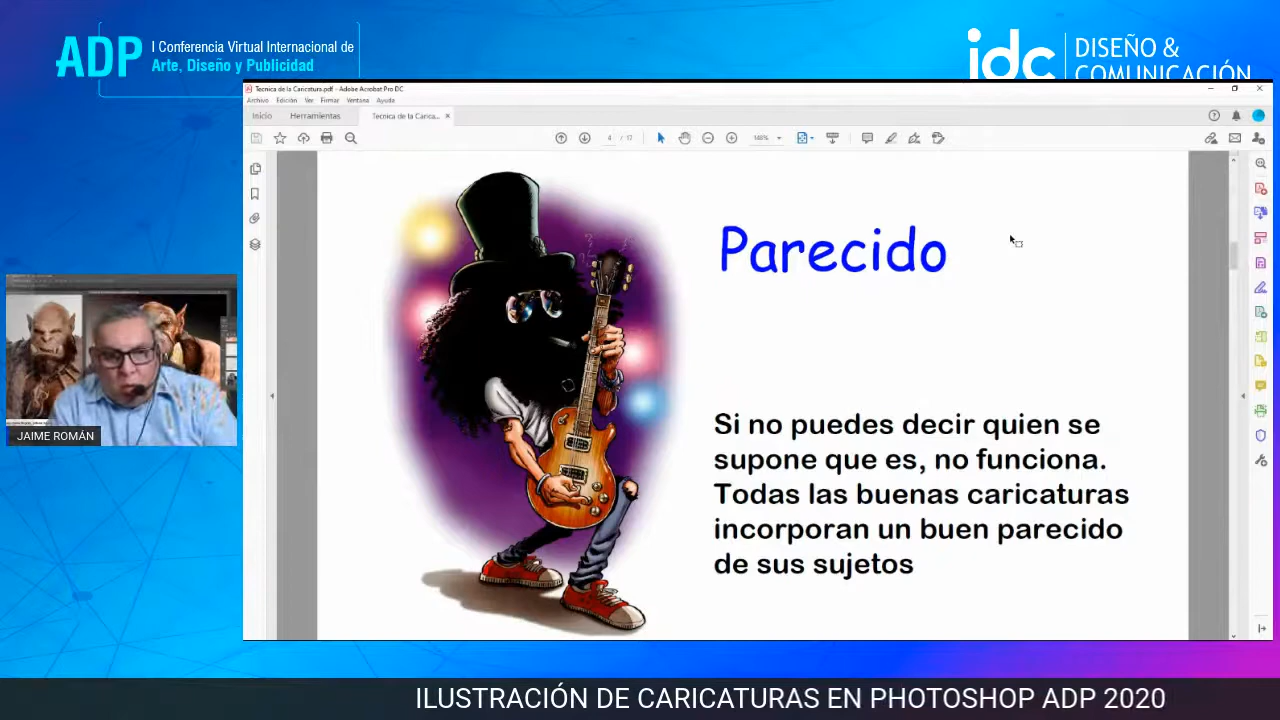 ADP
I Conferencia Virtual Internacional de
Arte, Diseño y Publicidad
idc
DISEÑO &
COMUNICACIÓN
Tecnica de la Caricatura.pdf - Adobe Acrobat Pro DC
Archivo Edición Ver Firmar Ventana Ayuda
Inicio Herramientas Tecnica de la Carica...
4 / 17
Parecido
Si no puedes decir quien se
supone que es, no funciona.
Todas las buenas caricaturas
incorporan un buen parecido
de sus sujetos
JAIME ROMÁN
ILUSTRACIÓN DE CARICATURAS EN PHOTOSHOP ADP 2020